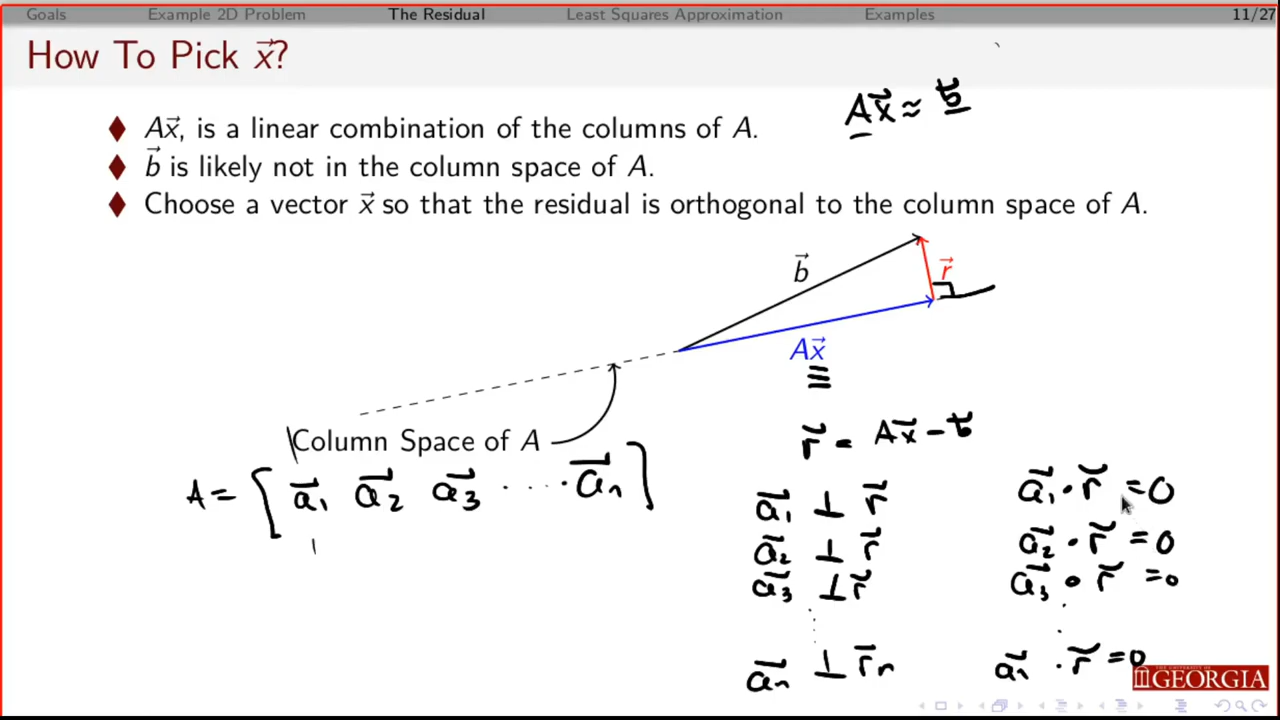 Goals Example 2D Problem The Residual Least Squares Approximation Examples 11/27
How To Pick x⃗?
Ax⃗ ≈ b⃗
♦ Ax⃗, is a linear combination of the columns of A.
♦ b⃗ is likely not in the column space of A.
♦ Choose a vector x⃗ so that the residual is orthogonal to the column space of A.
b⃗
r⃗
Ax⃗
≡
Column Space of A
r⃗ = Ax⃗ − b⃗
A = [ a⃗1 a⃗2 a⃗3 ..... a⃗n ]
a⃗1 ⊥ r⃗ a⃗1 · r⃗ = 0
a⃗2 ⊥ r⃗ a⃗2 · r⃗ = 0
a⃗3 ⊥ r⃗ a⃗3 · r⃗ = 0
a⃗n ⊥ r⃗n a⃗n · r⃗ = 0
GEORGIA